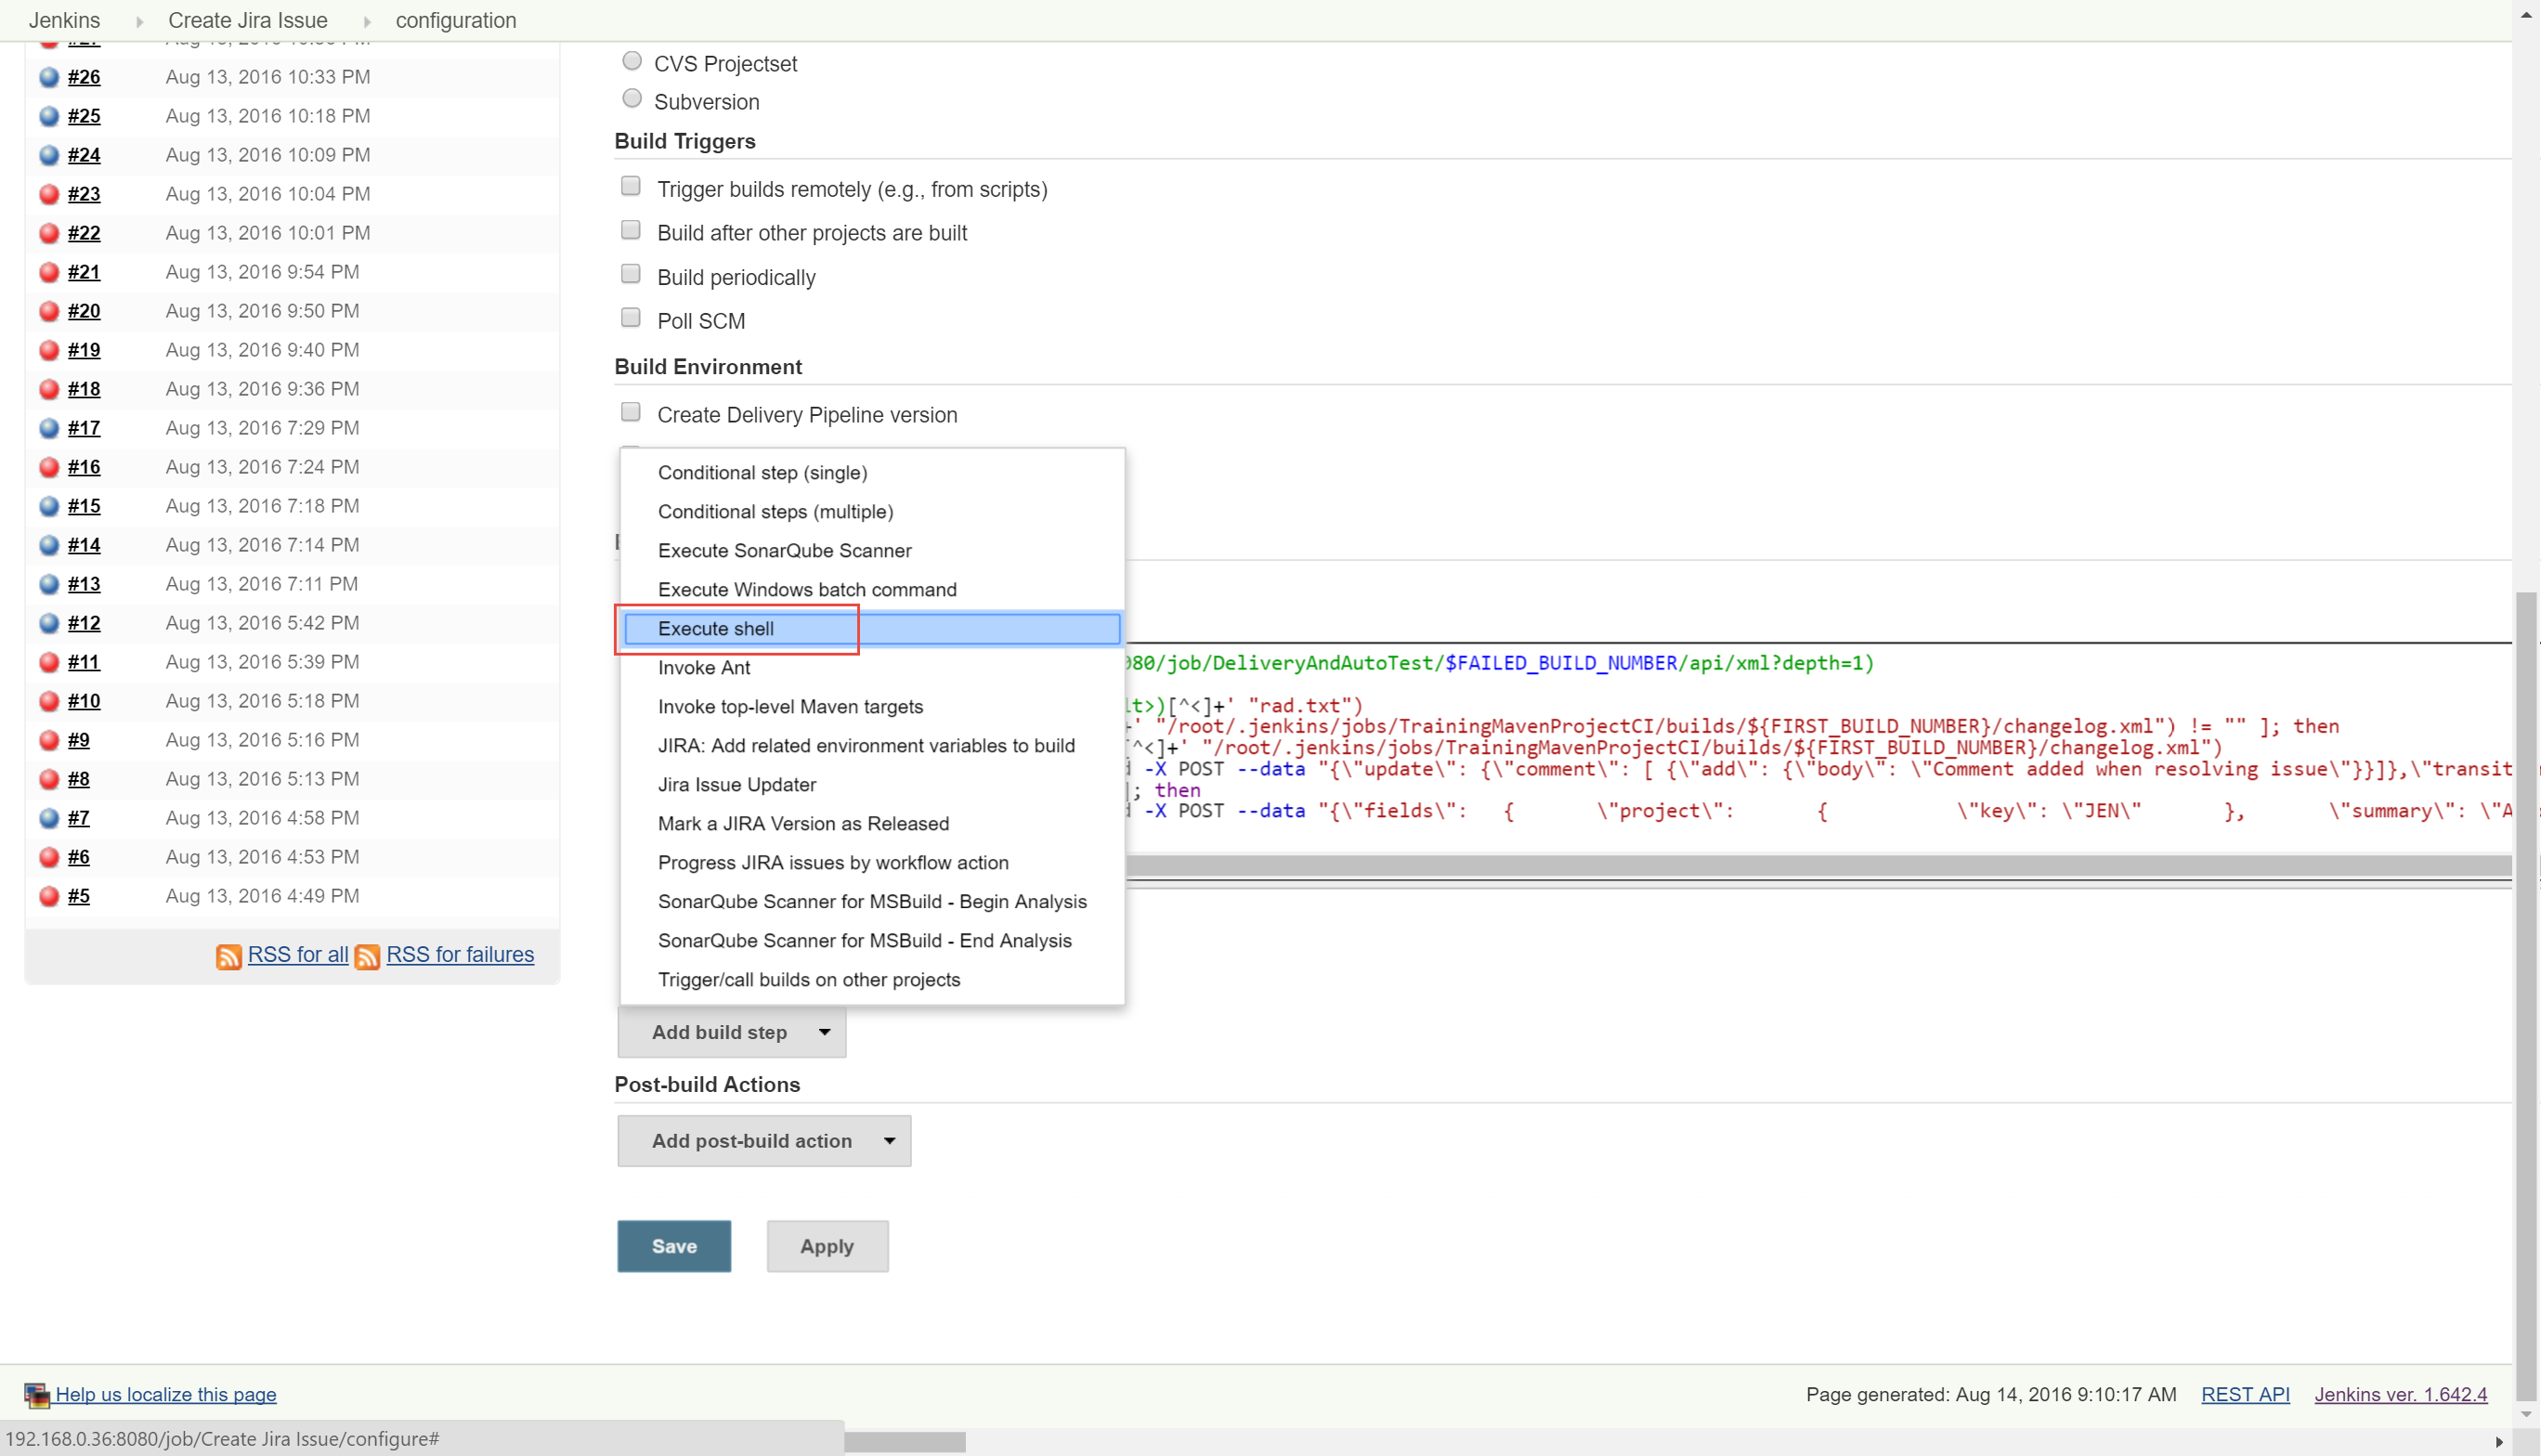 Jenkins Create Jira Issue configuration
#26 Aug 13, 2016 10:33 PM
#25 Aug 13, 2016 10:18 PM
#24 Aug 13, 2016 10:09 PM
#23 Aug 13, 2016 10:04 PM
#22 Aug 13, 2016 10:01 PM
#21 Aug 13, 2016 9:54 PM
#20 Aug 13, 2016 9:50 PM
#19 Aug 13, 2016 9:40 PM
#18 Aug 13, 2016 9:36 PM
#17 Aug 13, 2016 7:29 PM
#16 Aug 13, 2016 7:24 PM
#15 Aug 13, 2016 7:18 PM
#14 Aug 13, 2016 7:14 PM
#13 Aug 13, 2016 7:11 PM
#12 Aug 13, 2016 5:42 PM
#11 Aug 13, 2016 5:39 PM
#10 Aug 13, 2016 5:18 PM
#9 Aug 13, 2016 5:16 PM
#8 Aug 13, 2016 5:13 PM
#7 Aug 13, 2016 4:58 PM
#6 Aug 13, 2016 4:53 PM
#5 Aug 13, 2016 4:49 PM
RSS for all RSS for failures
CVS Projectset
Subversion
Build Triggers
Trigger builds remotely (e.g., from scripts)
Build after other projects are built
Build periodically
Poll SCM
Build Environment
Create Delivery Pipeline version
Conditional step (single)
Conditional steps (multiple)
Execute SonarQube Scanner
Execute Windows batch command
Execute shell
Invoke Ant
Invoke top-level Maven targets
JIRA: Add related environment variables to build
Jira Issue Updater
Mark a JIRA Version as Released
Progress JIRA issues by workflow action
SonarQube Scanner for MSBuild - Begin Analysis
SonarQube Scanner for MSBuild - End Analysis
Trigger/call builds on other projects
080/job/DeliveryAndAutoTest/$FAILED_BUILD_NUMBER/api/xml?depth=1)
lt>)[^<]+' "rad.txt")
+' "/root/.jenkins/jobs/TrainingMavenProjectCI/builds/${FIRST_BUILD_NUMBER}/changelog.xml") != "" ]; then
[^<]+' "/root/.jenkins/jobs/TrainingMavenProjectCI/builds/${FIRST_BUILD_NUMBER}/changelog.xml")
-X POST --data "{\"update\": {\"comment\": [ {\"add\": {\"body\": \"Comment added when resolving issue\"}}]},\"transit
]; then
-X POST --data "{\"fields\": { \"project\": { \"key\": \"JEN\" }, \"summary\": \"A
Add build step
Post-build Actions
Add post-build action
Save Apply
Help us localize this page
Page generated: Aug 14, 2016 9:10:17 AM REST API Jenkins ver. 1.642.4
192.168.0.36:8080/job/Create Jira Issue/configure#